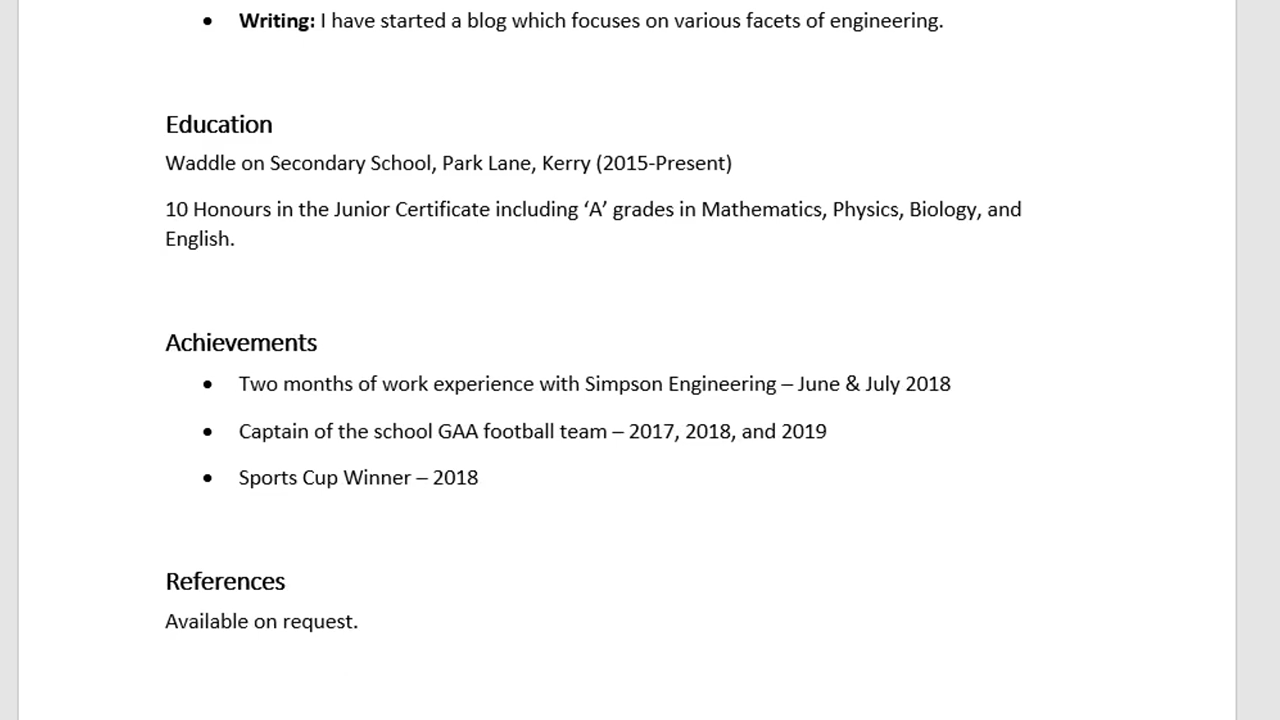 • Writing: I have started a blog which focuses on various facets of engineering.
Education
Waddle on Secondary School, Park Lane, Kerry (2015-Present)
10 Honours in the Junior Certificate including ‘A’ grades in Mathematics, Physics, Biology, and
English.
Achievements
• Two months of work experience with Simpson Engineering – June & July 2018
• Captain of the school GAA football team – 2017, 2018, and 2019
• Sports Cup Winner – 2018
References
Available on request.